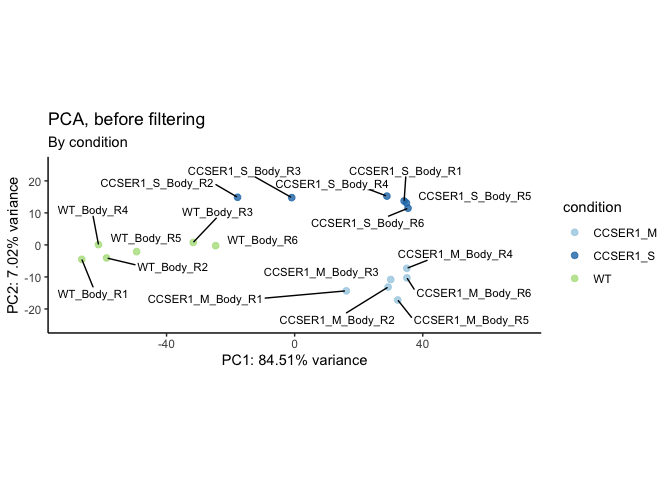 PCA, before filtering
By condition
PC2: 7.02% variance
20
10
0
-10
-20
CCSER1_S_Body_R3
CCSER1_S_Body_R1
CCSER1_S_Body_R2
CCSER1_S_Body_R4
CCSER1_S_Body_R5
WT_Body_R4
WT_Body_R3
CCSER1_S_Body_R6
WT_Body_R5
WT_Body_R6
CCSER1_M_Body_R4
WT_Body_R2
CCSER1_M_Body_R3
WT_Body_R1
CCSER1_M_Body_R1
CCSER1_M_Body_R6
CCSER1_M_Body_R2
CCSER1_M_Body_R5
-40
0
40
PC1: 84.51% variance
condition
CCSER1_M
CCSER1_S
WT